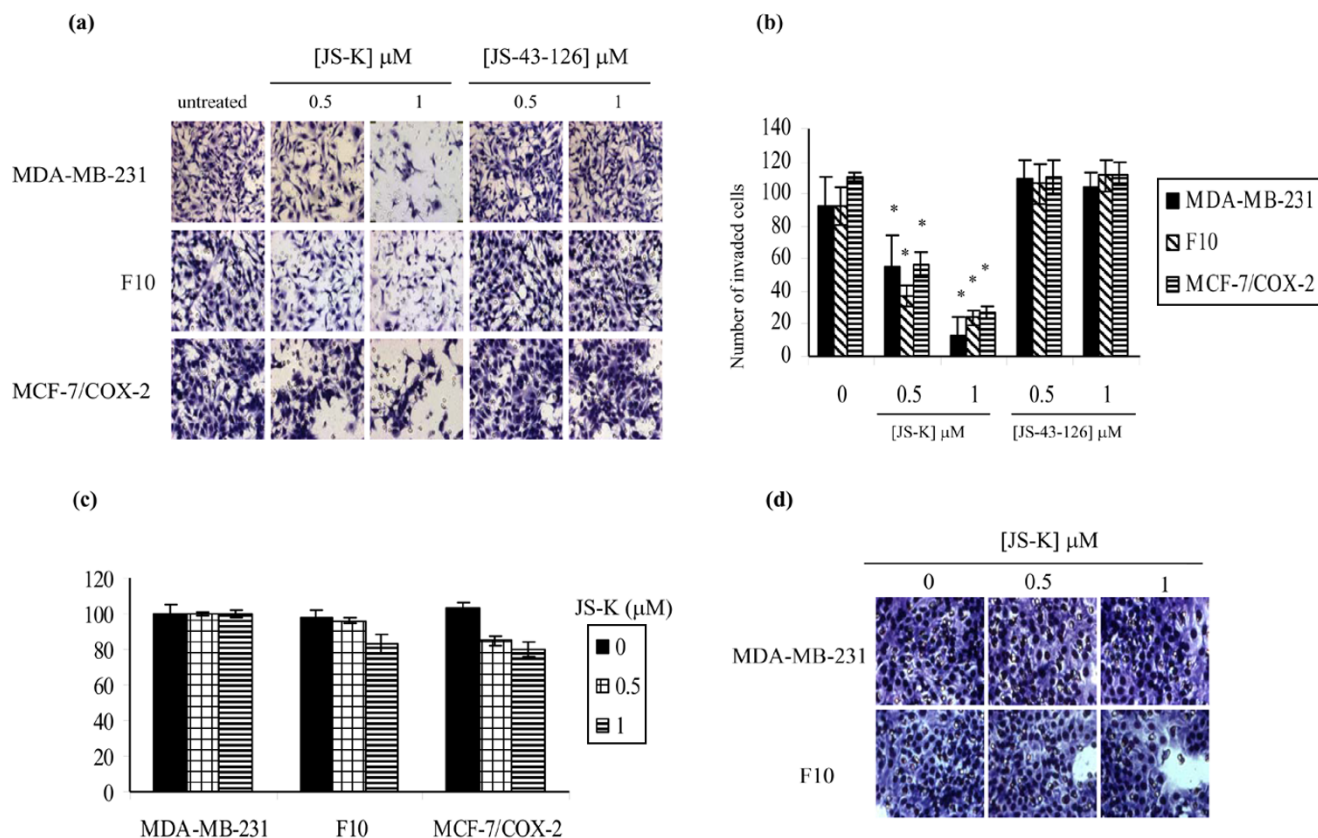 (a)
[JS-K] μM [JS-43-126] μM
untreated 0.5 1 0.5 1
MDA-MB-231
F10
MCF-7/COX-2
(b)
Number of invaded cells
140
120
100
80
60
40
20
0
* * *
* * *
0 0.5 1 0.5 1
[JS-K] μM [JS-43-126] μM
MDA-MB-231
F10
MCF-7/COX-2
(c)
120
100
80
60
40
20
0
MDA-MB-231 F10 MCF-7/COX-2
JS-K (μM)
0
0.5
1
(d)
[JS-K] μM
0 0.5 1
MDA-MB-231
F10